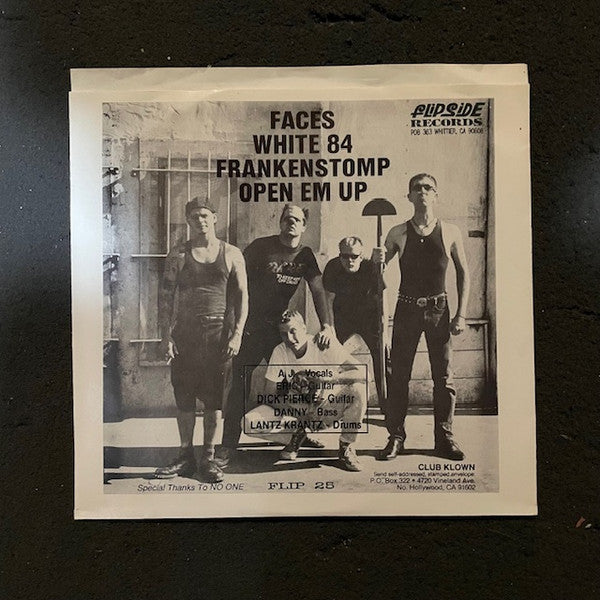 FACES
WHITE 84
FRANKENSTOMP
OPEN EM UP
FLIPSIDE
RECORDS
POB 363 WHITTIER, CA 90608
A.J. - Vocals
ERIC - Guitar
DICK PIERCE - Guitar
DANNY - Bass
LANTZ KRANTZ - Drums
Special Thanks To NO ONE
FLIP 25
CLUB KLOWN
Send self-addressed, stamped envelope
P.O. Box 322 • 4720 Vineland Ave.
No. Hollywood, CA 91602